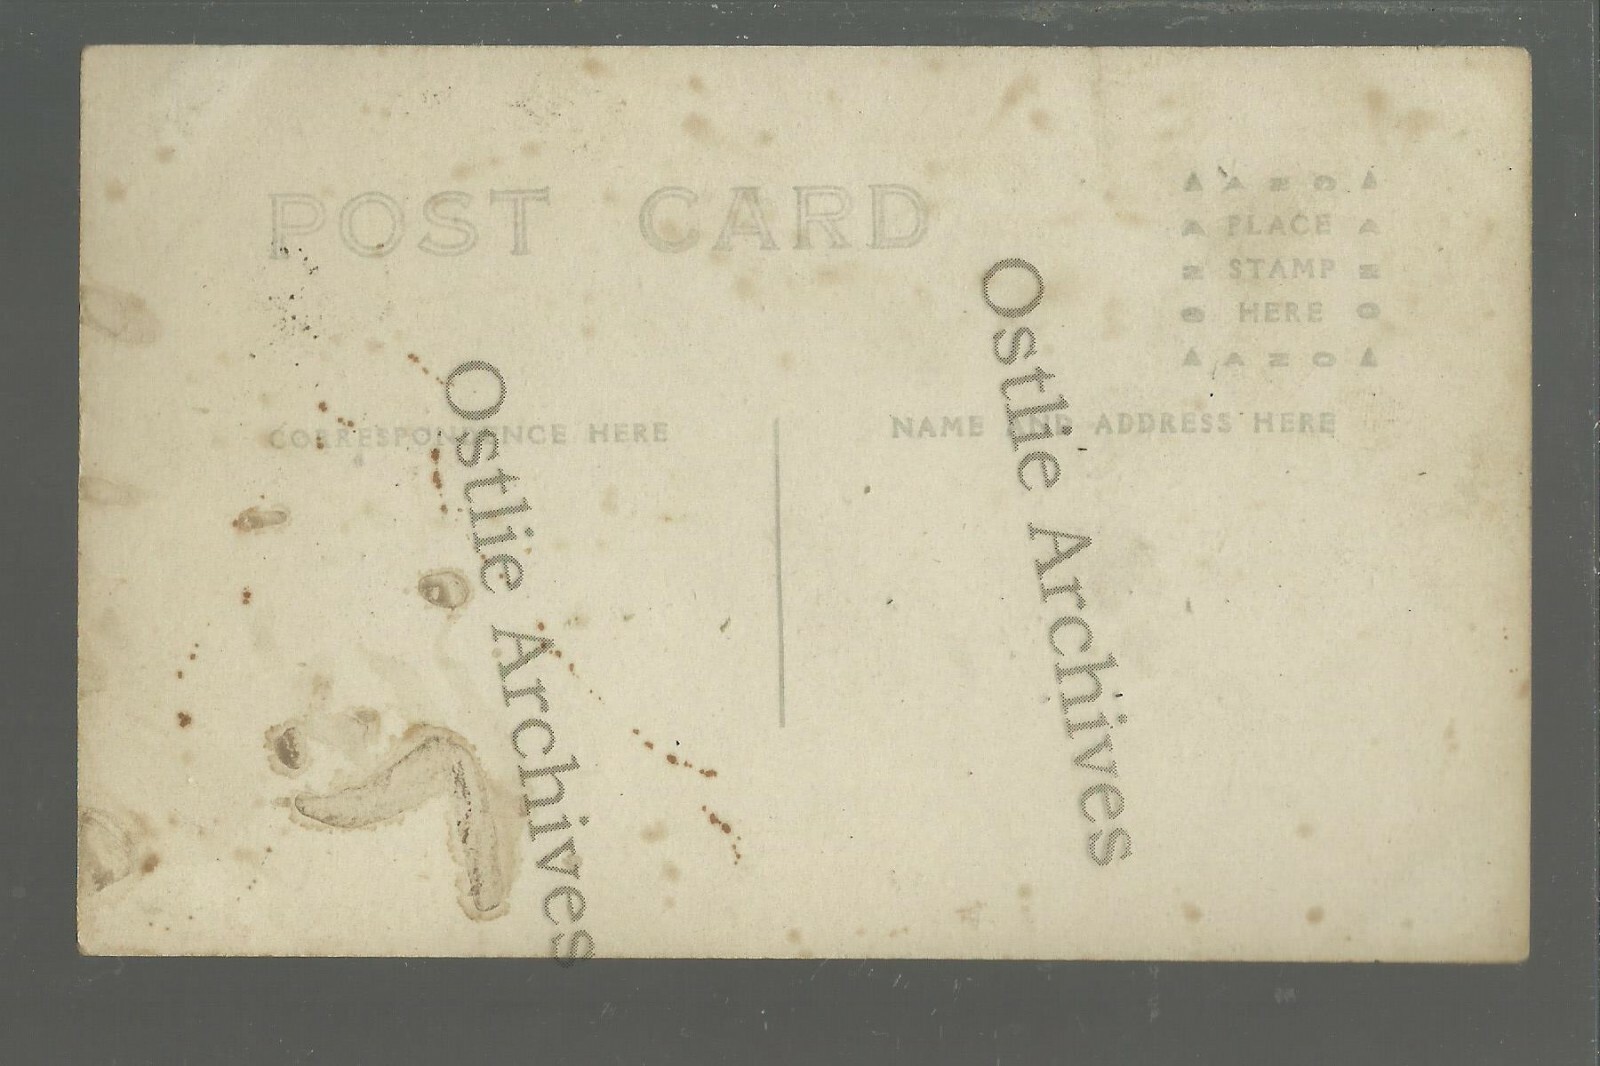 POST CARD
▲ A Z O ▲
A PLACE A
Z STAMP Z
O HERE O
▲ A Z O ▲
CORRESPONDENCE HERE
NAME AND ADDRESS HERE
Ostlie Archives
Ostlie Archives